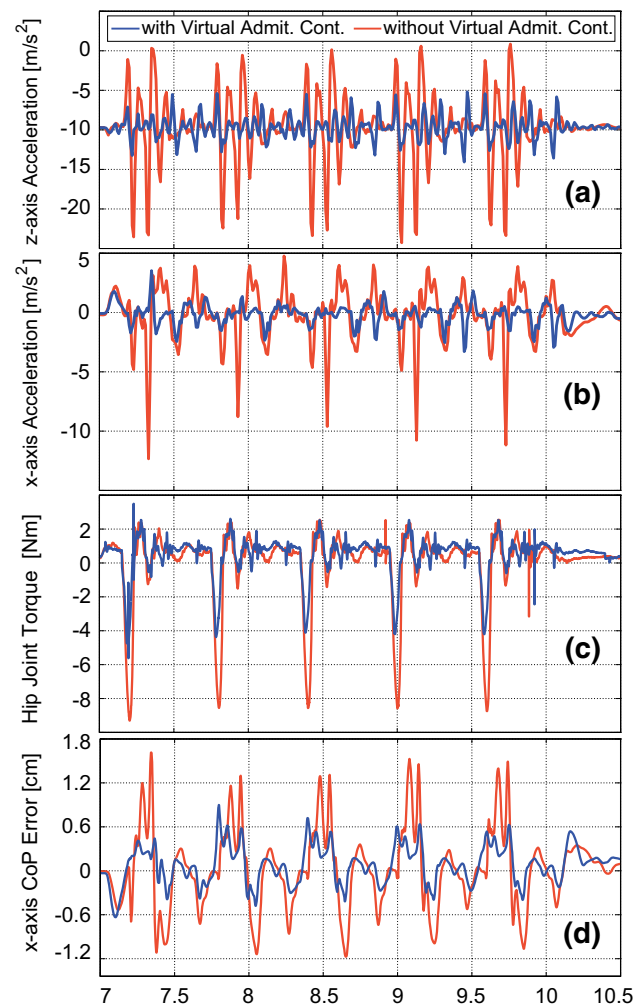 with Virtual Admit. Cont. without Virtual Admit. Cont.
z-axis Acceleration [m/s²]
0
-5
-10
-15
-20
(a)
x-axis Acceleration [m/s²]
5
0
-5
-10
(b)
Hip Joint Torque [Nm]
2
0
-2
-4
-6
-8
(c)
x-axis CoP Error [cm]
1.8
1.2
0.6
0
-0.6
-1.2
(d)
7 7.5 8 8.5 9 9.5 10 10.5